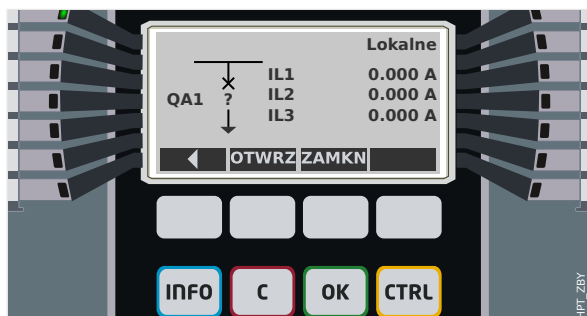 Lokalne
IL1 0.000 A
QA1 ? IL2 0.000 A
IL3 0.000 A
OTWRZ ZAMKN
INFO C OK CTRL
HPT_ZBY